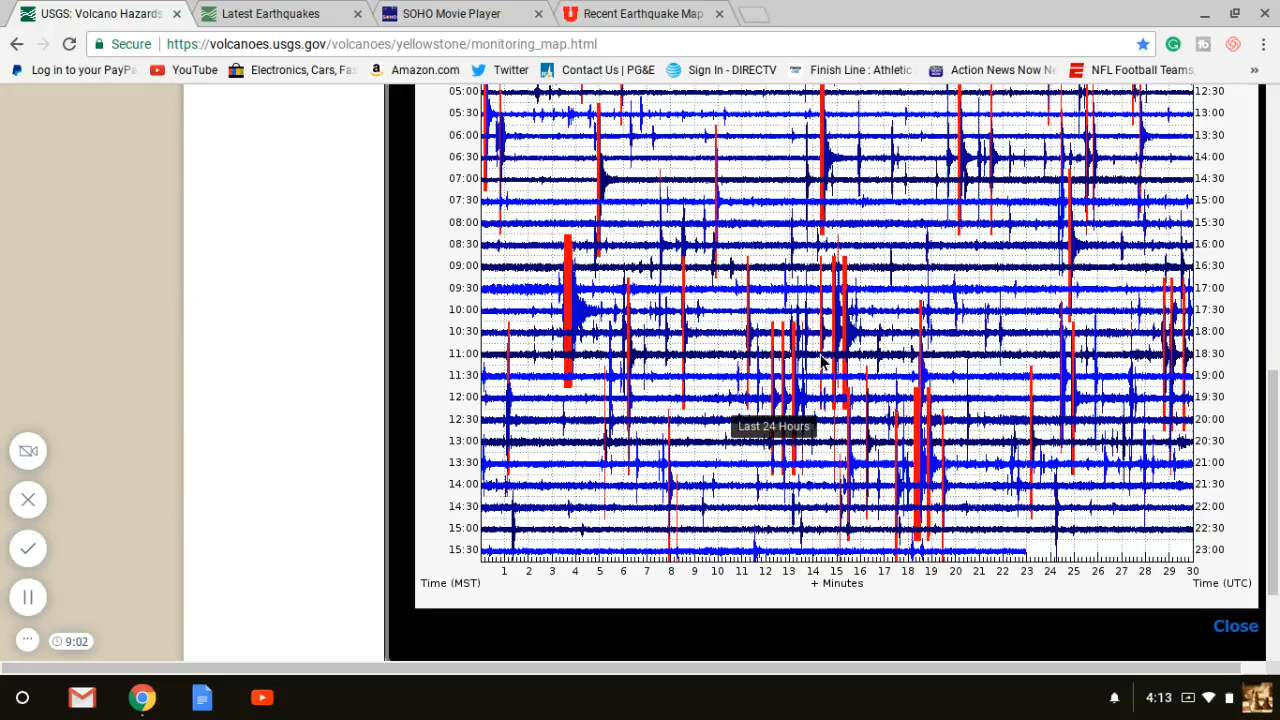 USGS: Volcano Hazards
Latest Earthquakes
SOHO Movie Player
Recent Earthquake Map
Secure
https://volcanoes.usgs.gov/volcanoes/yellowstone/monitoring_map.html
Log in to your PayPa
YouTube
Electronics, Cars, Fas
Amazon.com
Twitter
Contact Us | PG&E
Sign In - DIRECTV
Finish Line : Athletic
Action News Now Ne
NFL Football Teams,
05:00 12:30
05:30 13:00
06:00 13:30
06:30 14:00
07:00 14:30
07:30 15:00
08:00 15:30
08:30 16:00
09:00 16:30
09:30 17:00
10:00 17:30
10:30 18:00
11:00 18:30
11:30 19:00
12:00 19:30
Last 24 Hours
12:30 20:00
13:00 20:30
13:30 21:00
14:00 21:30
14:30 22:00
15:00 22:30
15:30 23:00
1 2 3 4 5 6 7 8 9 10 11 12 13 14 15 16 17 18 19 20 21 22 23 24 25 26 27 28 29 30
Time (MST) + Minutes Time (UTC)
Close
9:02
4:13